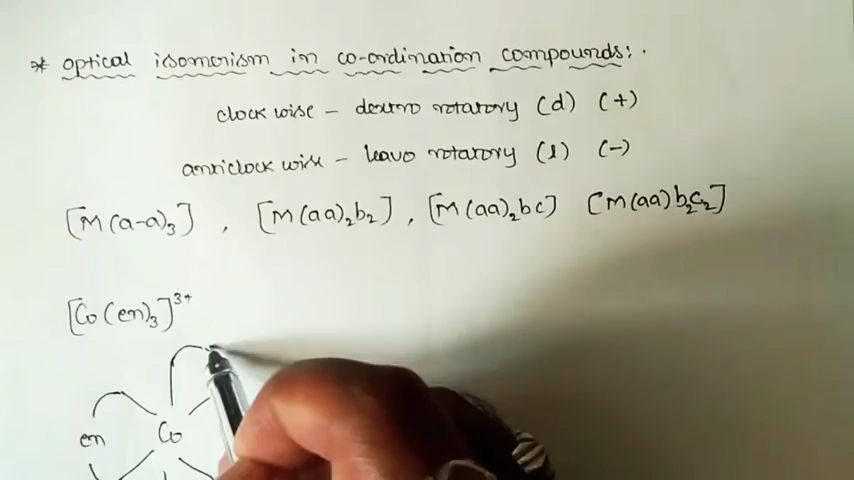 * optical isomerism in co-ordination compounds:.
clock wise - dextro rotatory (d) (+)
anticlock wise - leavo rotatory (l) (-)
[M(a-a)₃] , [M(aa)₂b₂] , [M(aa)₂bc] [M(aa)b₂c₂]
[Co(en)₃]³⁺
en Co